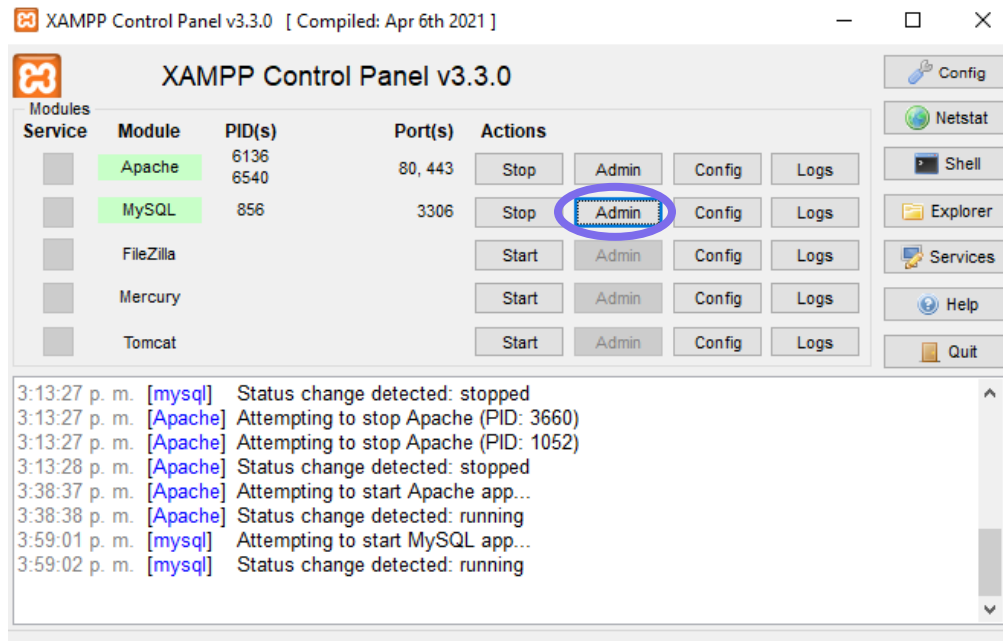 XAMPP Control Panel v3.3.0 [ Compiled: Apr 6th 2021 ]
XAMPP Control Panel v3.3.0
Config
Modules
Netstat
Service Module PID(s) Port(s) Actions
Apache 6136 80, 443 Stop Admin Config Logs
6540
Shell
MySQL 856 3306 Stop Admin Config Logs
Explorer
FileZilla Start Admin Config Logs
Services
Mercury Start Admin Config Logs
Help
Tomcat Start Admin Config Logs
Quit
3:13:27 p. m. [mysql] Status change detected: stopped
3:13:27 p. m. [Apache] Attempting to stop Apache (PID: 3660)
3:13:27 p. m. [Apache] Attempting to stop Apache (PID: 1052)
3:13:28 p. m. [Apache] Status change detected: stopped
3:38:37 p. m. [Apache] Attempting to start Apache app...
3:38:38 p. m. [Apache] Status change detected: running
3:59:01 p. m. [mysql] Attempting to start MySQL app...
3:59:02 p. m. [mysql] Status change detected: running